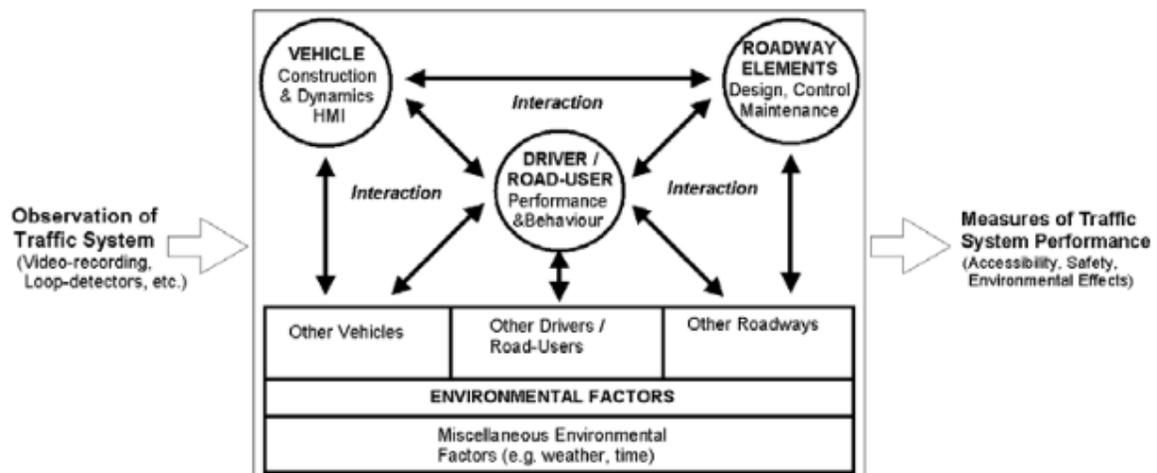 VEHICLE
Construction
& Dynamics
HMI
ROADWAY
ELEMENTS
Design, Control
Maintenance
Interaction
DRIVER /
ROAD-USER
Performance
&Behaviour
Interaction
Interaction
Observation of
Traffic System
(Video-recording,
Loop-detectors, etc.)
Measures of Traffic
System Performance
(Accessibility, Safety,
Environmental Effects)
Other Vehicles
Other Drivers /
Road-Users
Other Roadways
ENVIRONMENTAL FACTORS
Miscellaneous Environmental
Factors (e.g. weather, time)